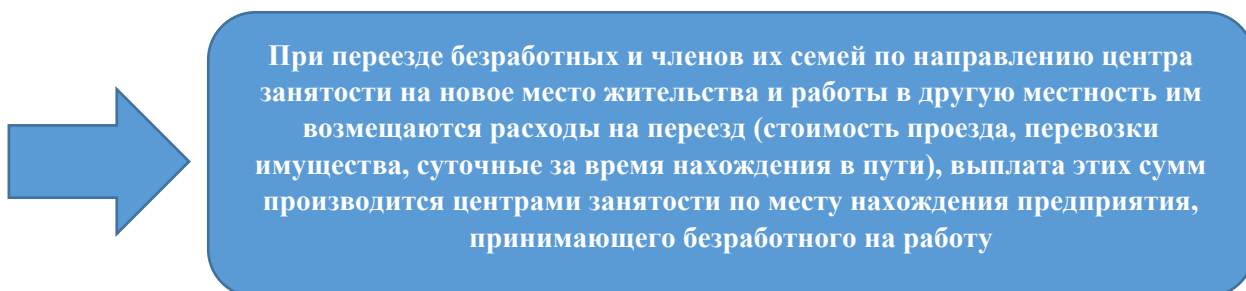 При переезде безработных и членов их семей по направлению центра
занятости на новое место жительства и работы в другую местность им
возмещаются расходы на переезд (стоимость проезда, перевозки
имущества, суточные за время нахождения в пути), выплата этих сумм
производится центрами занятости по месту нахождения предприятия,
принимающего безработного на работу